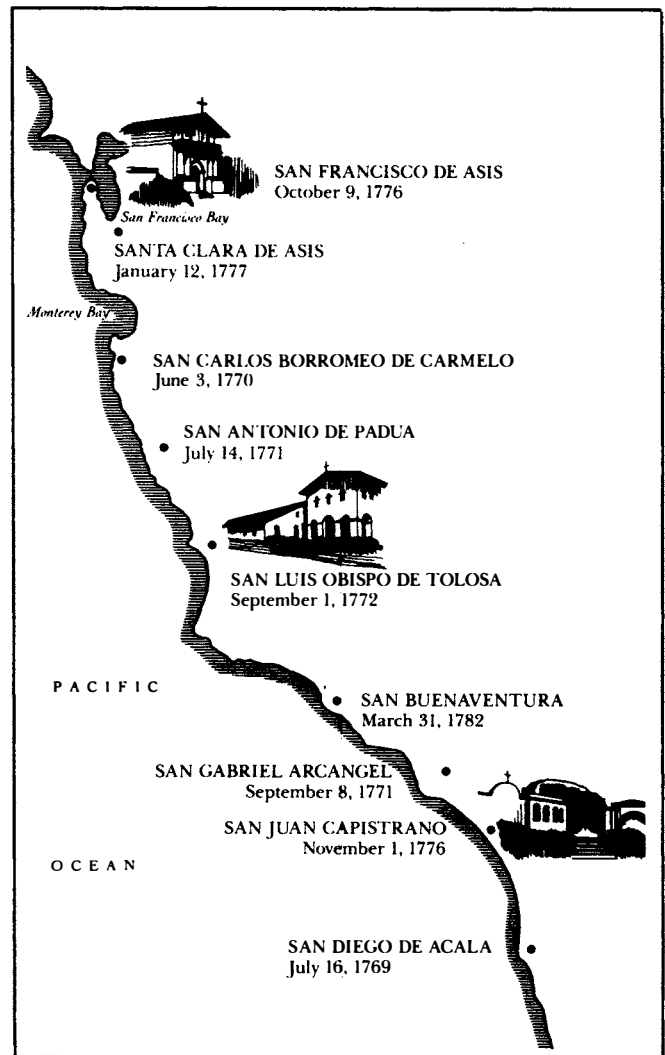 SAN FRANCISCO DE ASIS
October 9, 1776
San Francisco Bay
SANTA CLARA DE ASIS
January 12, 1777
Monterey Bay
SAN CARLOS BORROMEO DE CARMELO
June 3, 1770
SAN ANTONIO DE PADUA
July 14, 1771
SAN LUIS OBISPO DE TOLOSA
September 1, 1772
PACIFIC
SAN BUENAVENTURA
March 31, 1782
SAN GABRIEL ARCANGEL
September 8, 1771
SAN JUAN CAPISTRANO
November 1, 1776
OCEAN
SAN DIEGO DE ACALA
July 16, 1769